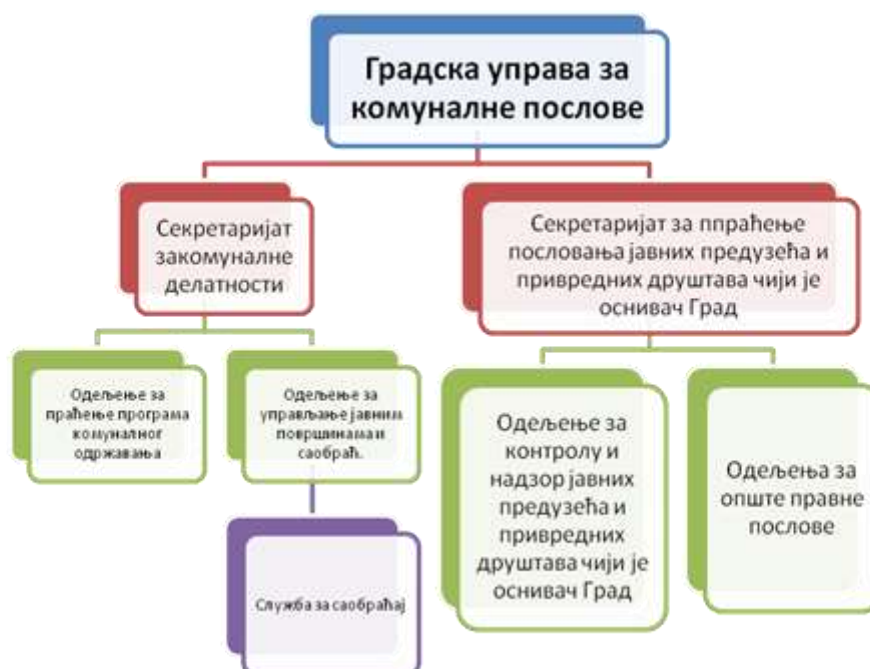 Градска управа за
комуналне послове
Секретаријат
закомуналне
делатности
Секретаријат за ппраћење
пословања јавних предузећа и
привредних друштава чији је
оснивач Град
Одељење за
праћење програма
комуналног
одржавања
Одељење за
управљање јавним
површинама и
саобраћ.
Одељење за
контролу и
надзор јавних
предузећа и
привредних
друштава чији је
оснивач Град
Одељења за
опште правне
послове
Служба за саобраћај